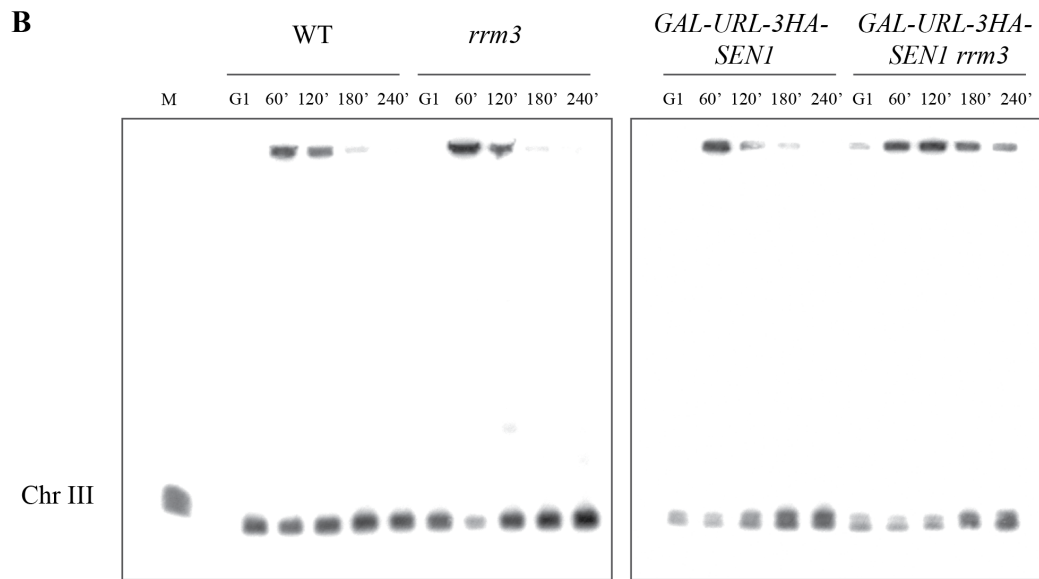 B
WT
rrm3
GAL-URL-3HA-
SEN1
GAL-URL-3HA-
SEN1 rrm3
M G1 60’ 120’ 180’ 240’ G1 60’ 120’ 180’ 240’ G1 60’ 120’ 180’ 240’ G1 60’ 120’ 180’ 240’
Chr III